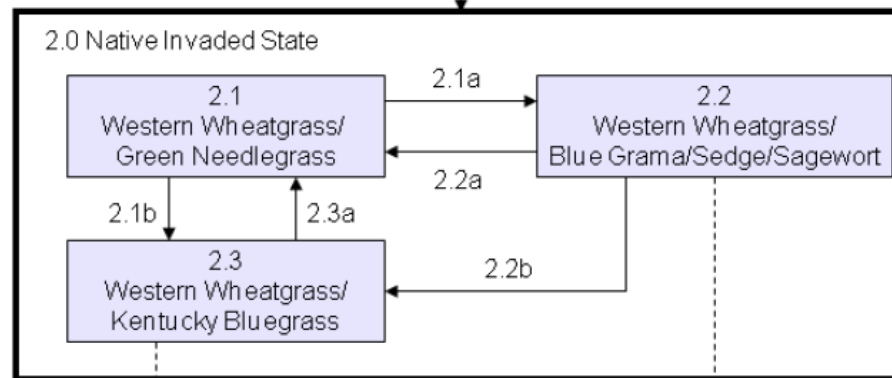 2.0 Native Invaded State
2.1
Western Wheatgrass/
Green Needlegrass
2.1a
2.2
Western Wheatgrass/
Blue Grama/Sedge/Sagewort
2.2a
2.1b
2.3a
2.3
Western Wheatgrass/
Kentucky Bluegrass
2.2b